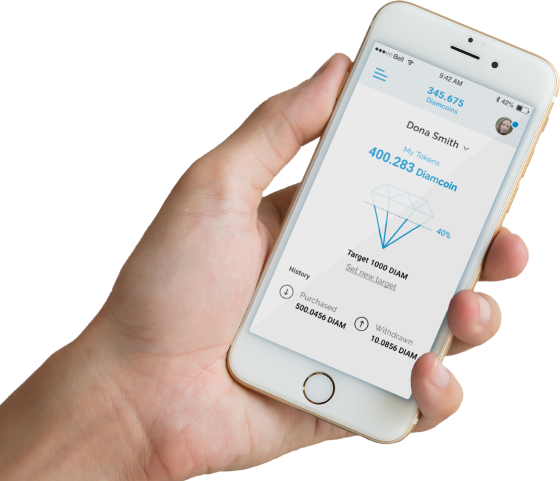 Bell
9:42 AM
42%
345.675
Diamcoins
Dona Smith
My Tokens
400.283 Diamcoin
40%
Target 1000 DIAM
Set new target
History
Purchased
500.0456 DIAM
Withdrawn
10.0856 DIAM